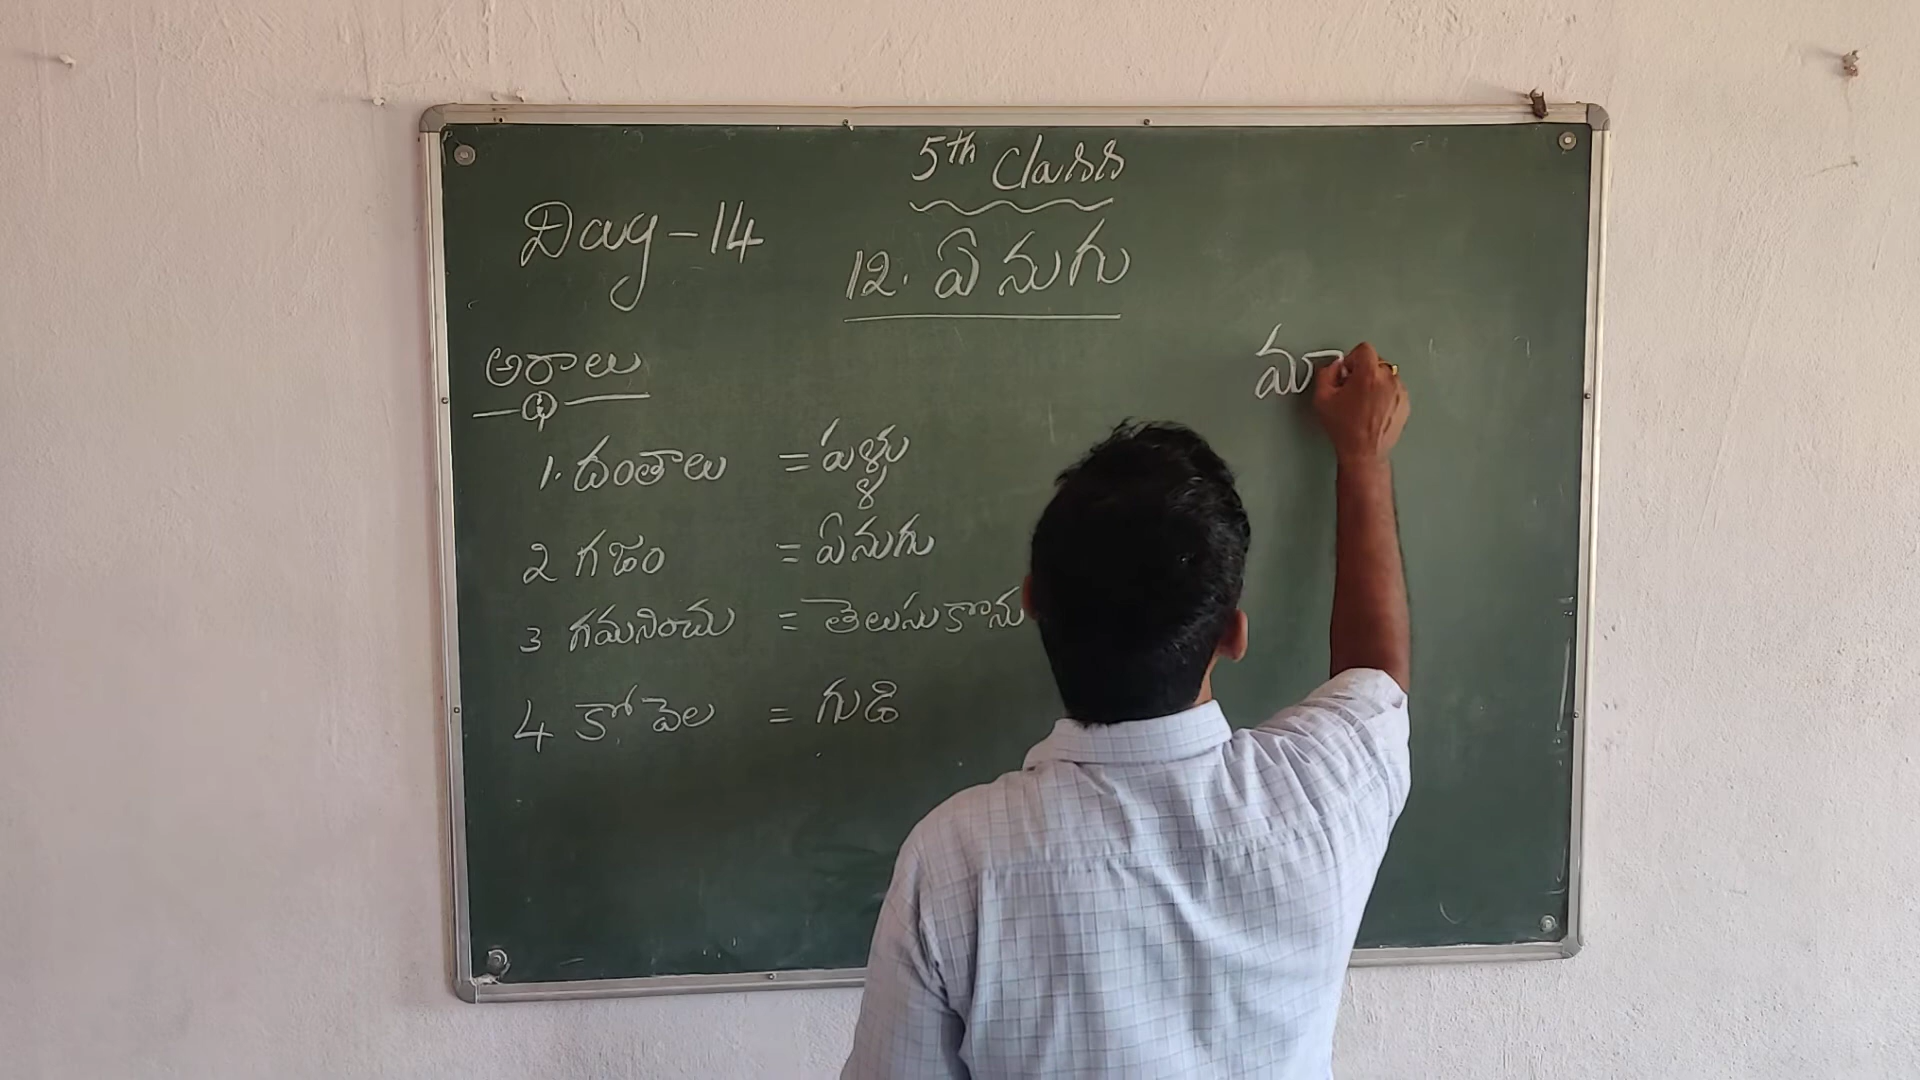 5th Class
Day-14
12. ఏనుగు
అర్థాలు
1. దంతాలు = పళ్ళు
2 గజం = ఏనుగు
3 గమనించు = తెలుసుకొను
4 కోవెల = గుడి
మా